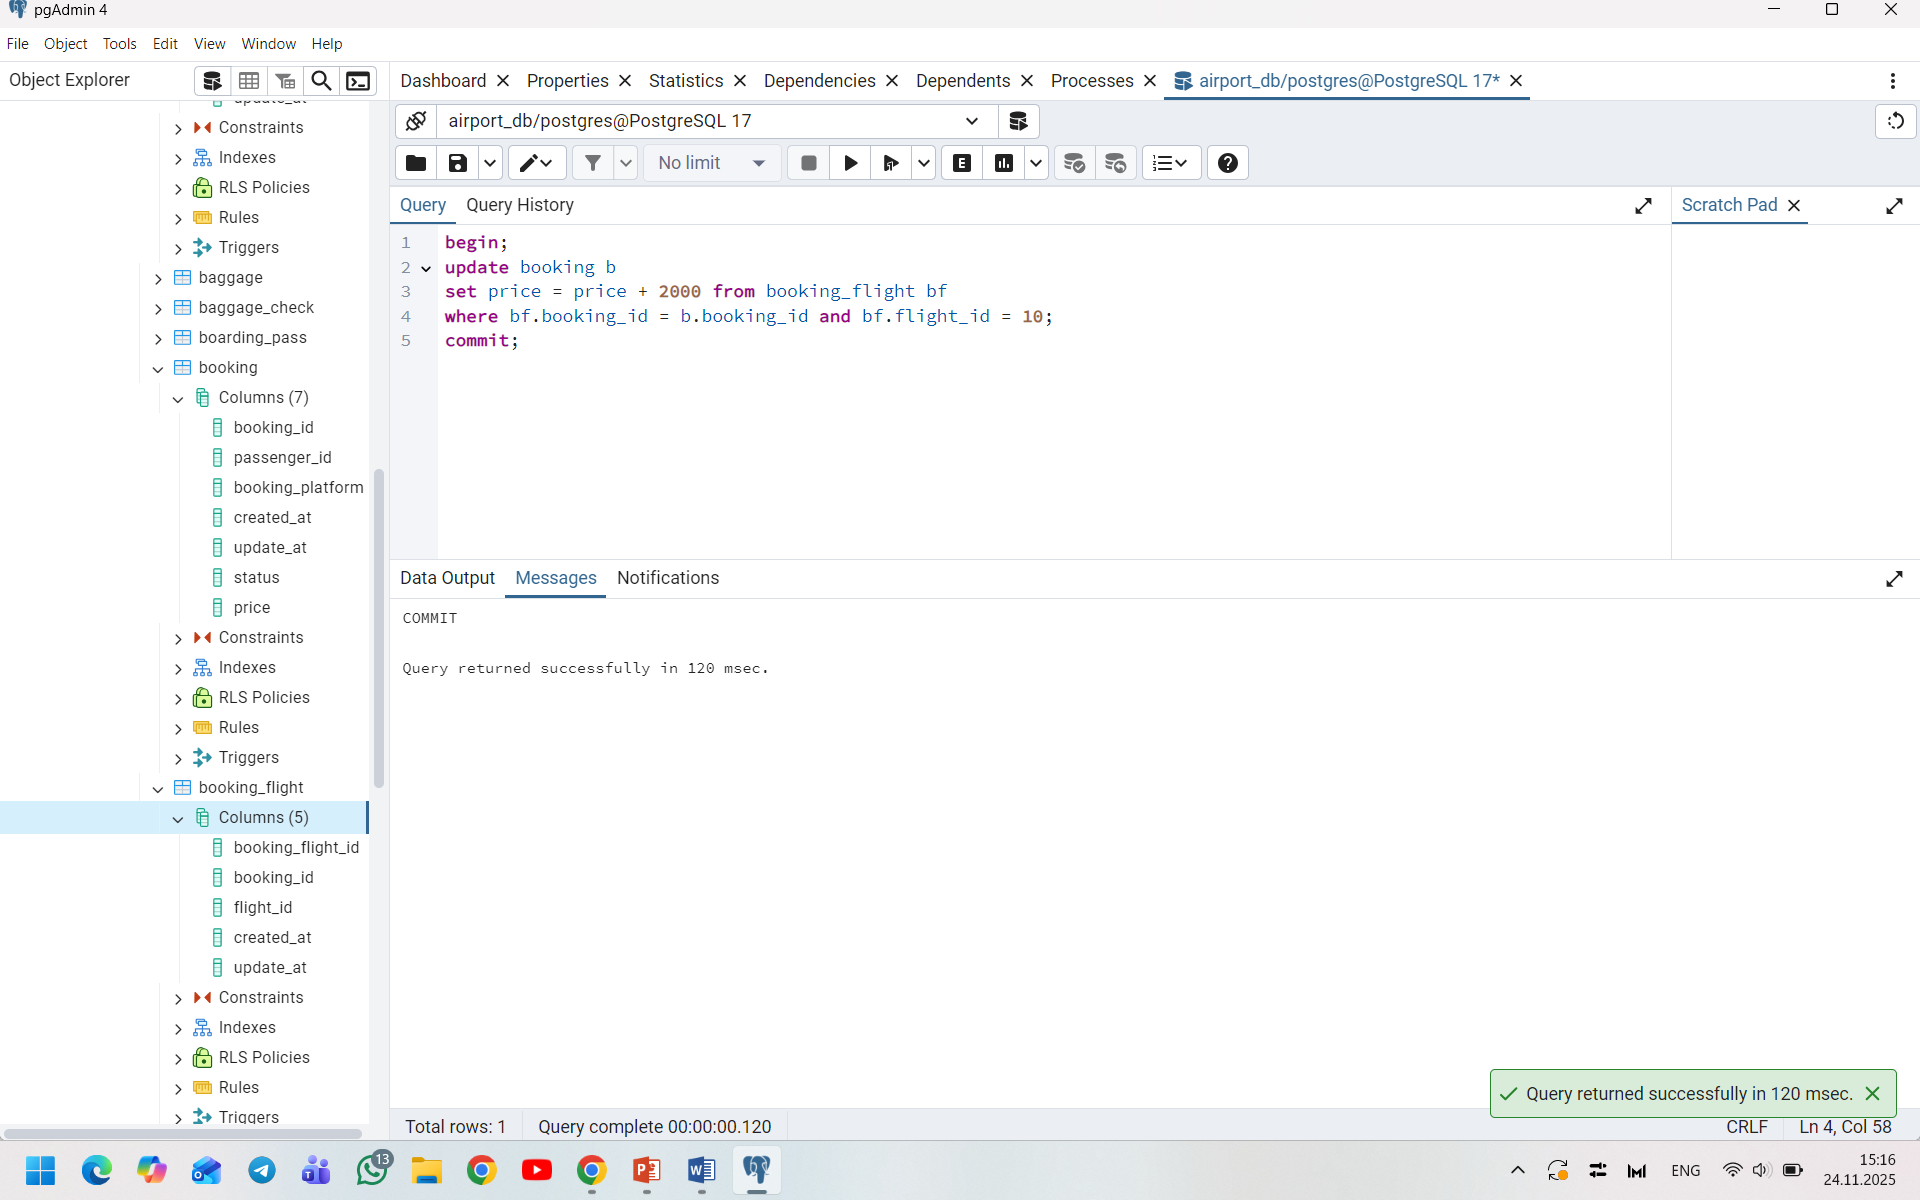 pgAdmin 4
File Object Tools Edit View Window Help
Object Explorer
Dashboard Properties Statistics Dependencies Dependents Processes airport_db/postgres@PostgreSQL 17*
airport_db/postgres@PostgreSQL 17
No limit
E
Query Query History
Scratch Pad
1 begin;
2 update booking b
3 set price = price + 2000 from booking_flight bf
4 where bf.booking_id = b.booking_id and bf.flight_id = 10;
5 commit;
Data Output Messages Notifications
COMMIT
Query returned successfully in 120 msec.
update_at
Constraints
Indexes
RLS Policies
Rules
Triggers
baggage
baggage_check
boarding_pass
booking
Columns (7)
booking_id
passenger_id
booking_platform
created_at
update_at
status
price
Constraints
Indexes
RLS Policies
Rules
Triggers
booking_flight
Columns (5)
booking_flight_id
booking_id
flight_id
created_at
update_at
Constraints
Indexes
RLS Policies
Rules
Triggers
Query returned successfully in 120 msec.
Total rows: 1 Query complete 00:00:00.120
CRLF Ln 4, Col 58
13
ENG
15:16
24.11.2025